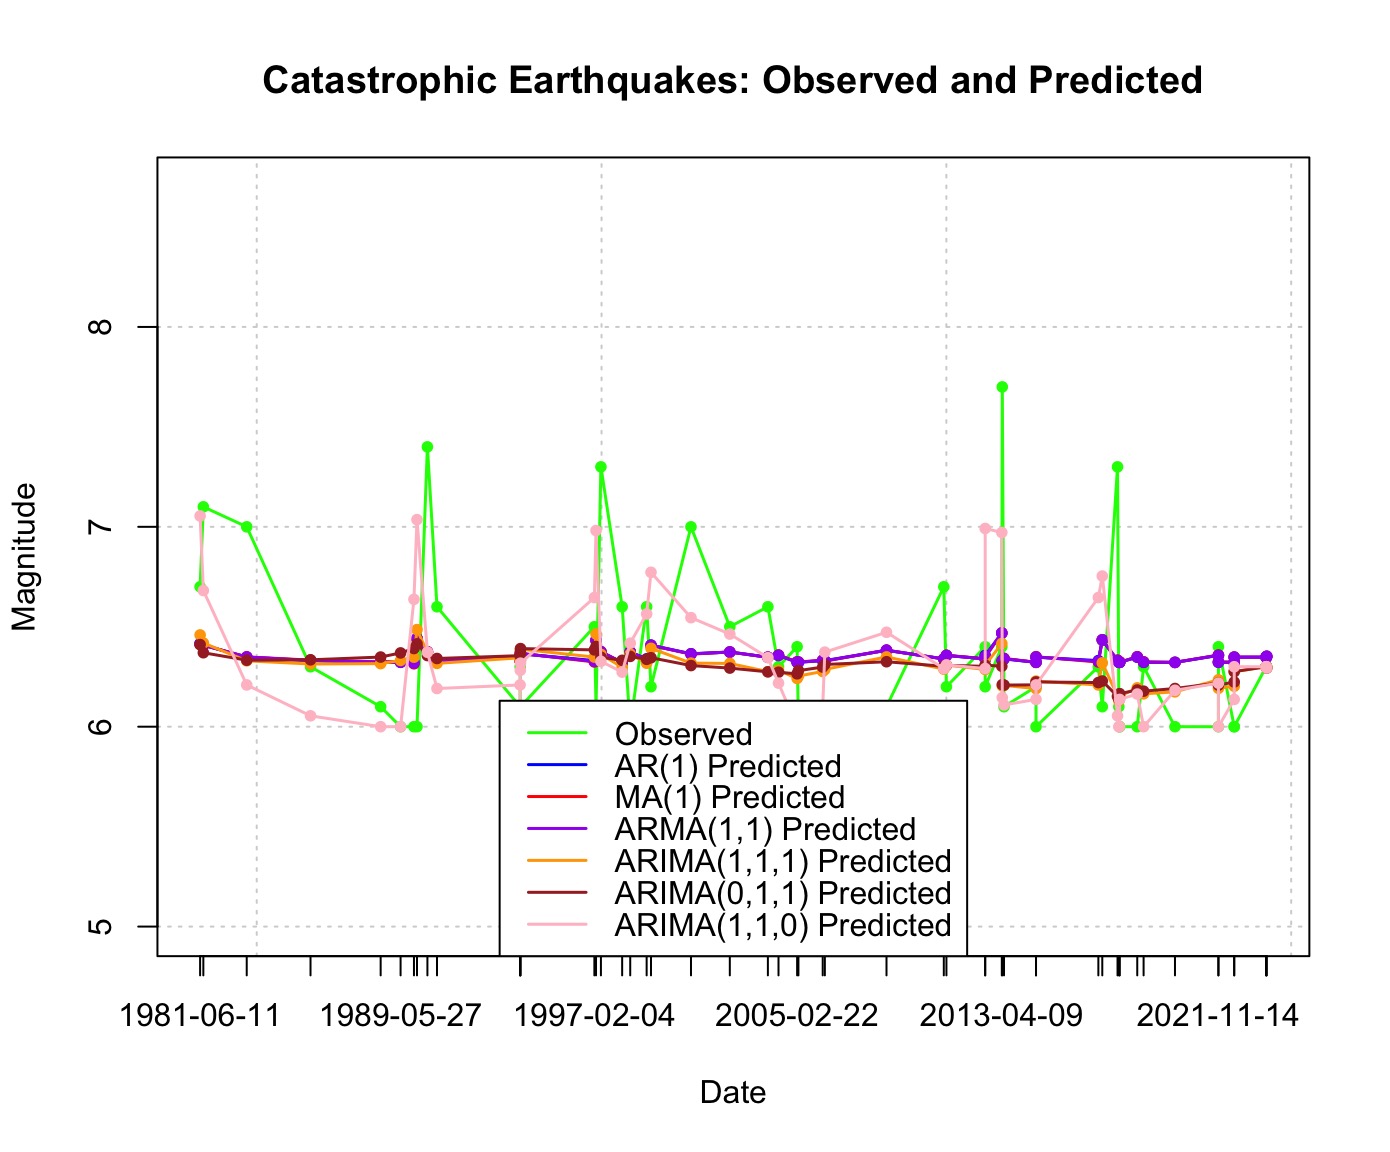 Catastrophic Earthquakes: Observed and Predicted
Magnitude
8
7
6
5
Observed
AR(1) Predicted
MA(1) Predicted
ARMA(1,1) Predicted
ARIMA(1,1,1) Predicted
ARIMA(0,1,1) Predicted
ARIMA(1,1,0) Predicted
1981-06-11 1989-05-27 1997-02-04 2005-02-22 2013-04-09 2021-11-14
Date